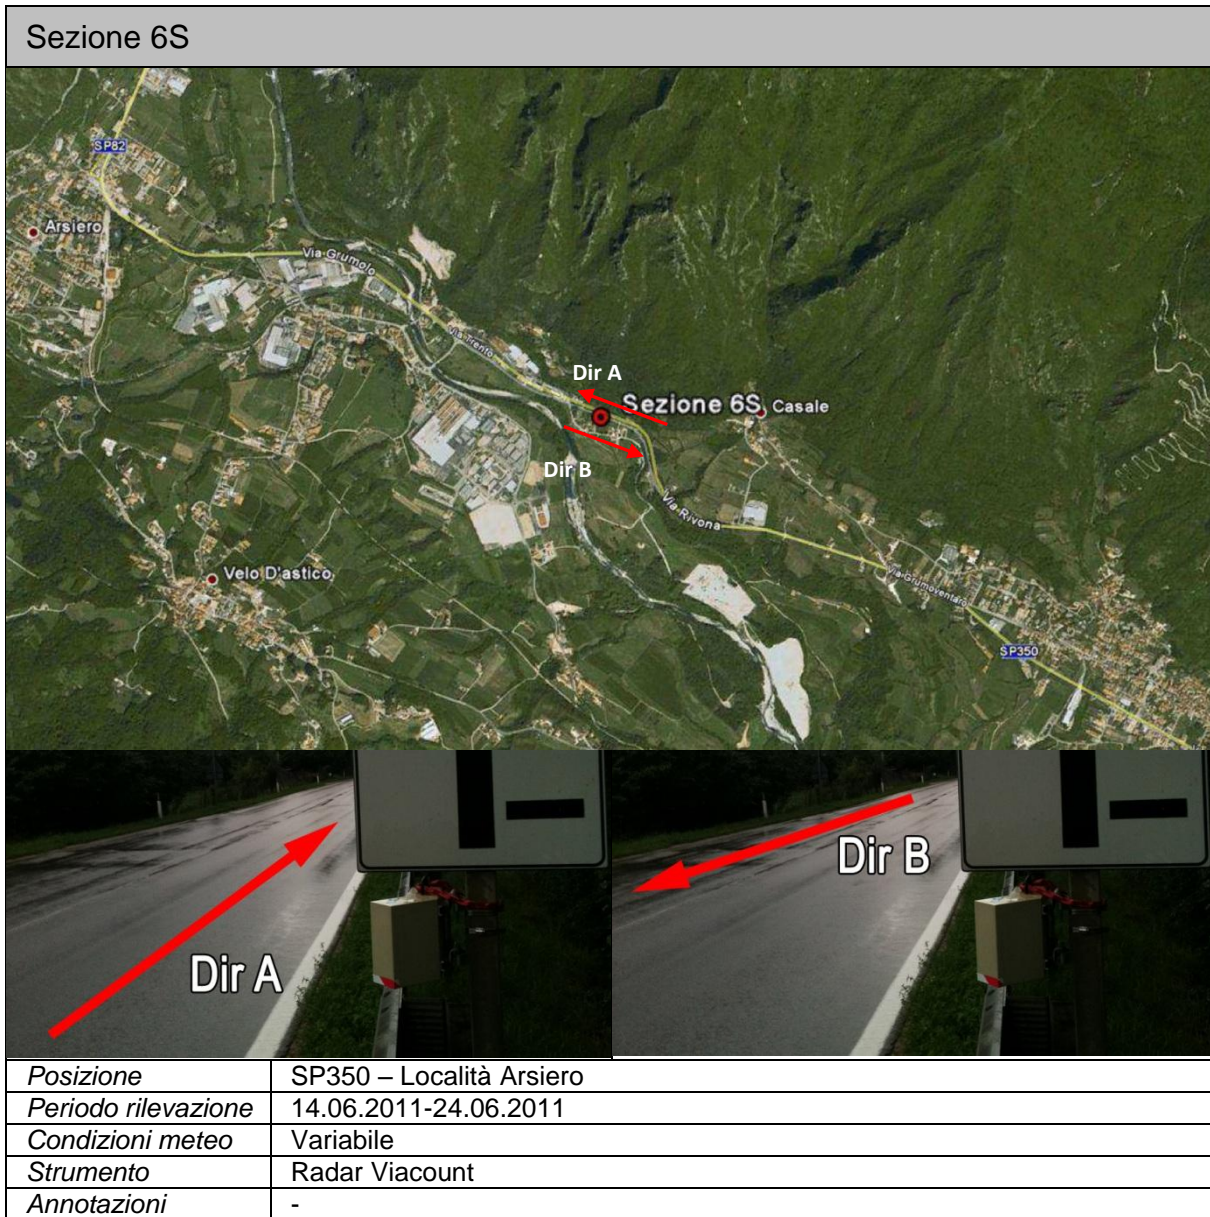 Sezione 6S
SP82
Arsiero
Via Grumolo
Via Trento
Dir A
Sezione 6S
Casale
Dir B
Via Rivona
Velo D'astico
Via Grumoventaro
SP350
Dir A
Dir B
Posizione SP350 – Località Arsiero
Periodo rilevazione 14.06.2011-24.06.2011
Condizioni meteo Variabile
Strumento Radar Viacount
Annotazioni -